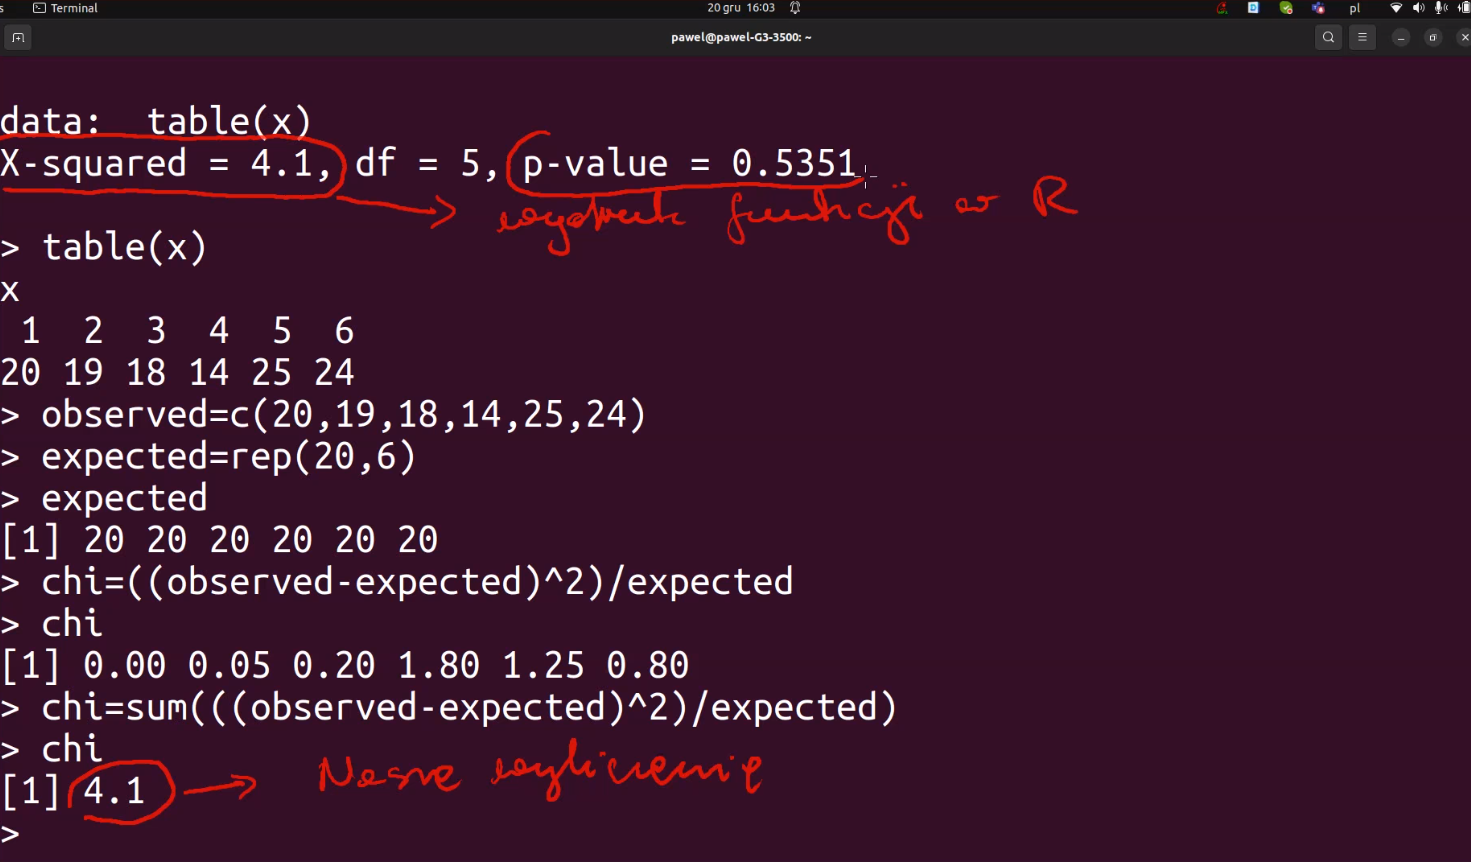 Terminal
20 gru 16:03
pl
pawel@pawel-G3-3500: ~
data:  table(x)
X-squared = 4.1, df = 5, p-value = 0.5351
wydruk funkcji w R
> table(x)
x
 1  2  3  4  5  6
20 19 18 14 25 24
> observed=c(20,19,18,14,25,24)
> expected=rep(20,6)
> expected
[1] 20 20 20 20 20 20
> chi=((observed-expected)^2)/expected
> chi
[1] 0.00 0.05 0.20 1.80 1.25 0.80
> chi=sum(((observed-expected)^2)/expected)
> chi
[1] 4.1
Nasze wyliczenie
>